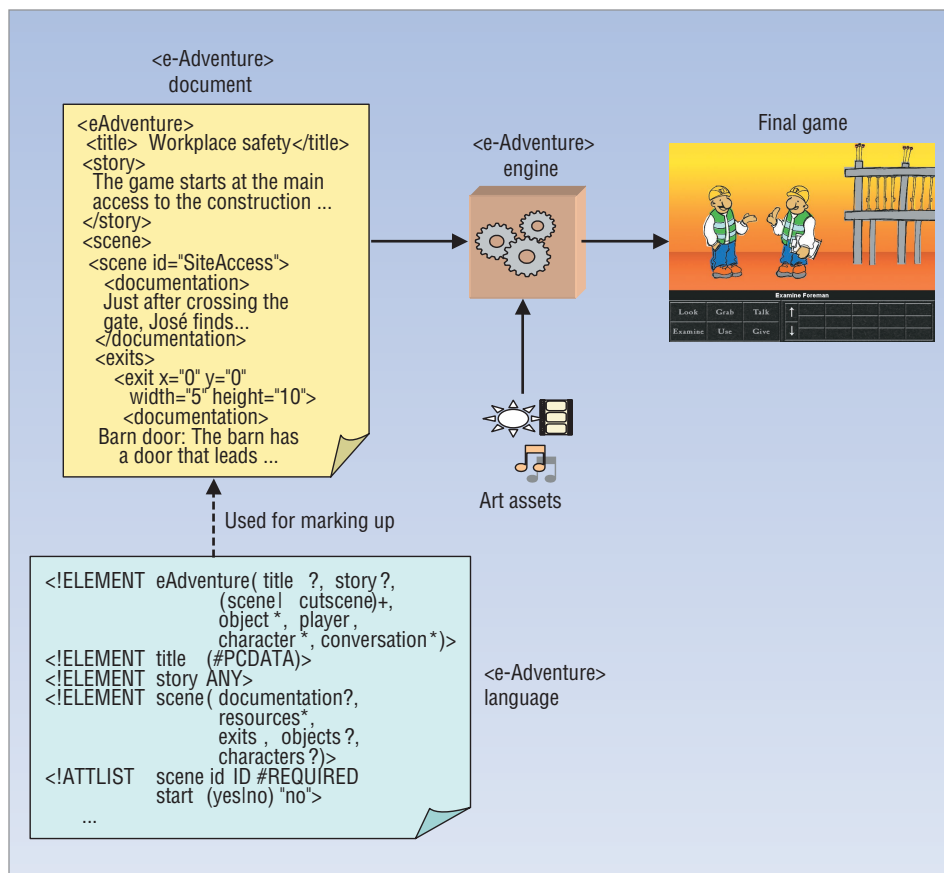 <e-Adventure>
document
<eAdventure>
<title> Workplace safety</title>
<story>
The game starts at the main
access to the construction ...
</story>
<scene>
<scene id="SiteAccess">
<documentation>
Just after crossing the
gate, José finds...
</documentation>
<exits>
<exit x="0" y="0"
width="5" height="10">
<documentation>
Barn door: The barn has
a door that leads ...
<e-Adventure>
engine
Final game
Examine Foreman
Look Grab Talk
Examine Use Give
Art assets
Used for marking up
<!ELEMENT eAdventure( title ?, story?,
(scene| cutscene)+,
object *, player ,
character *, conversation *)>
<!ELEMENT title (#PCDATA)>
<!ELEMENT story ANY>
<!ELEMENT scene( documentation?,
resources*,
exits , objects?,
characters ?)>
<!ATTLIST scene id ID #REQUIRED
start (yes|no) "no">
...
<e-Adventure>
language